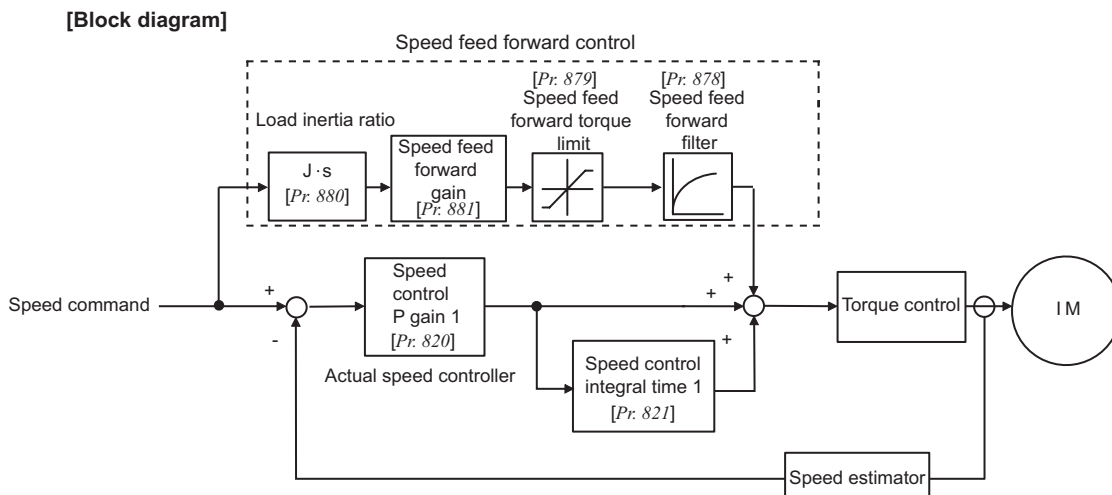 [Block diagram]
Speed feed forward control
[Pr. 879]
Speed feed
forward torque
limit
[Pr. 878]
Speed feed
forward
filter
Load inertia ratio
J·s
[Pr. 880]
Speed feed
forward
gain
[Pr. 881]
Speed command
+
-
Speed
control
P gain 1
[Pr. 820]
Actual speed controller
+
+
+
Speed control
integral time 1
[Pr. 821]
Torque control
IM
Speed estimator